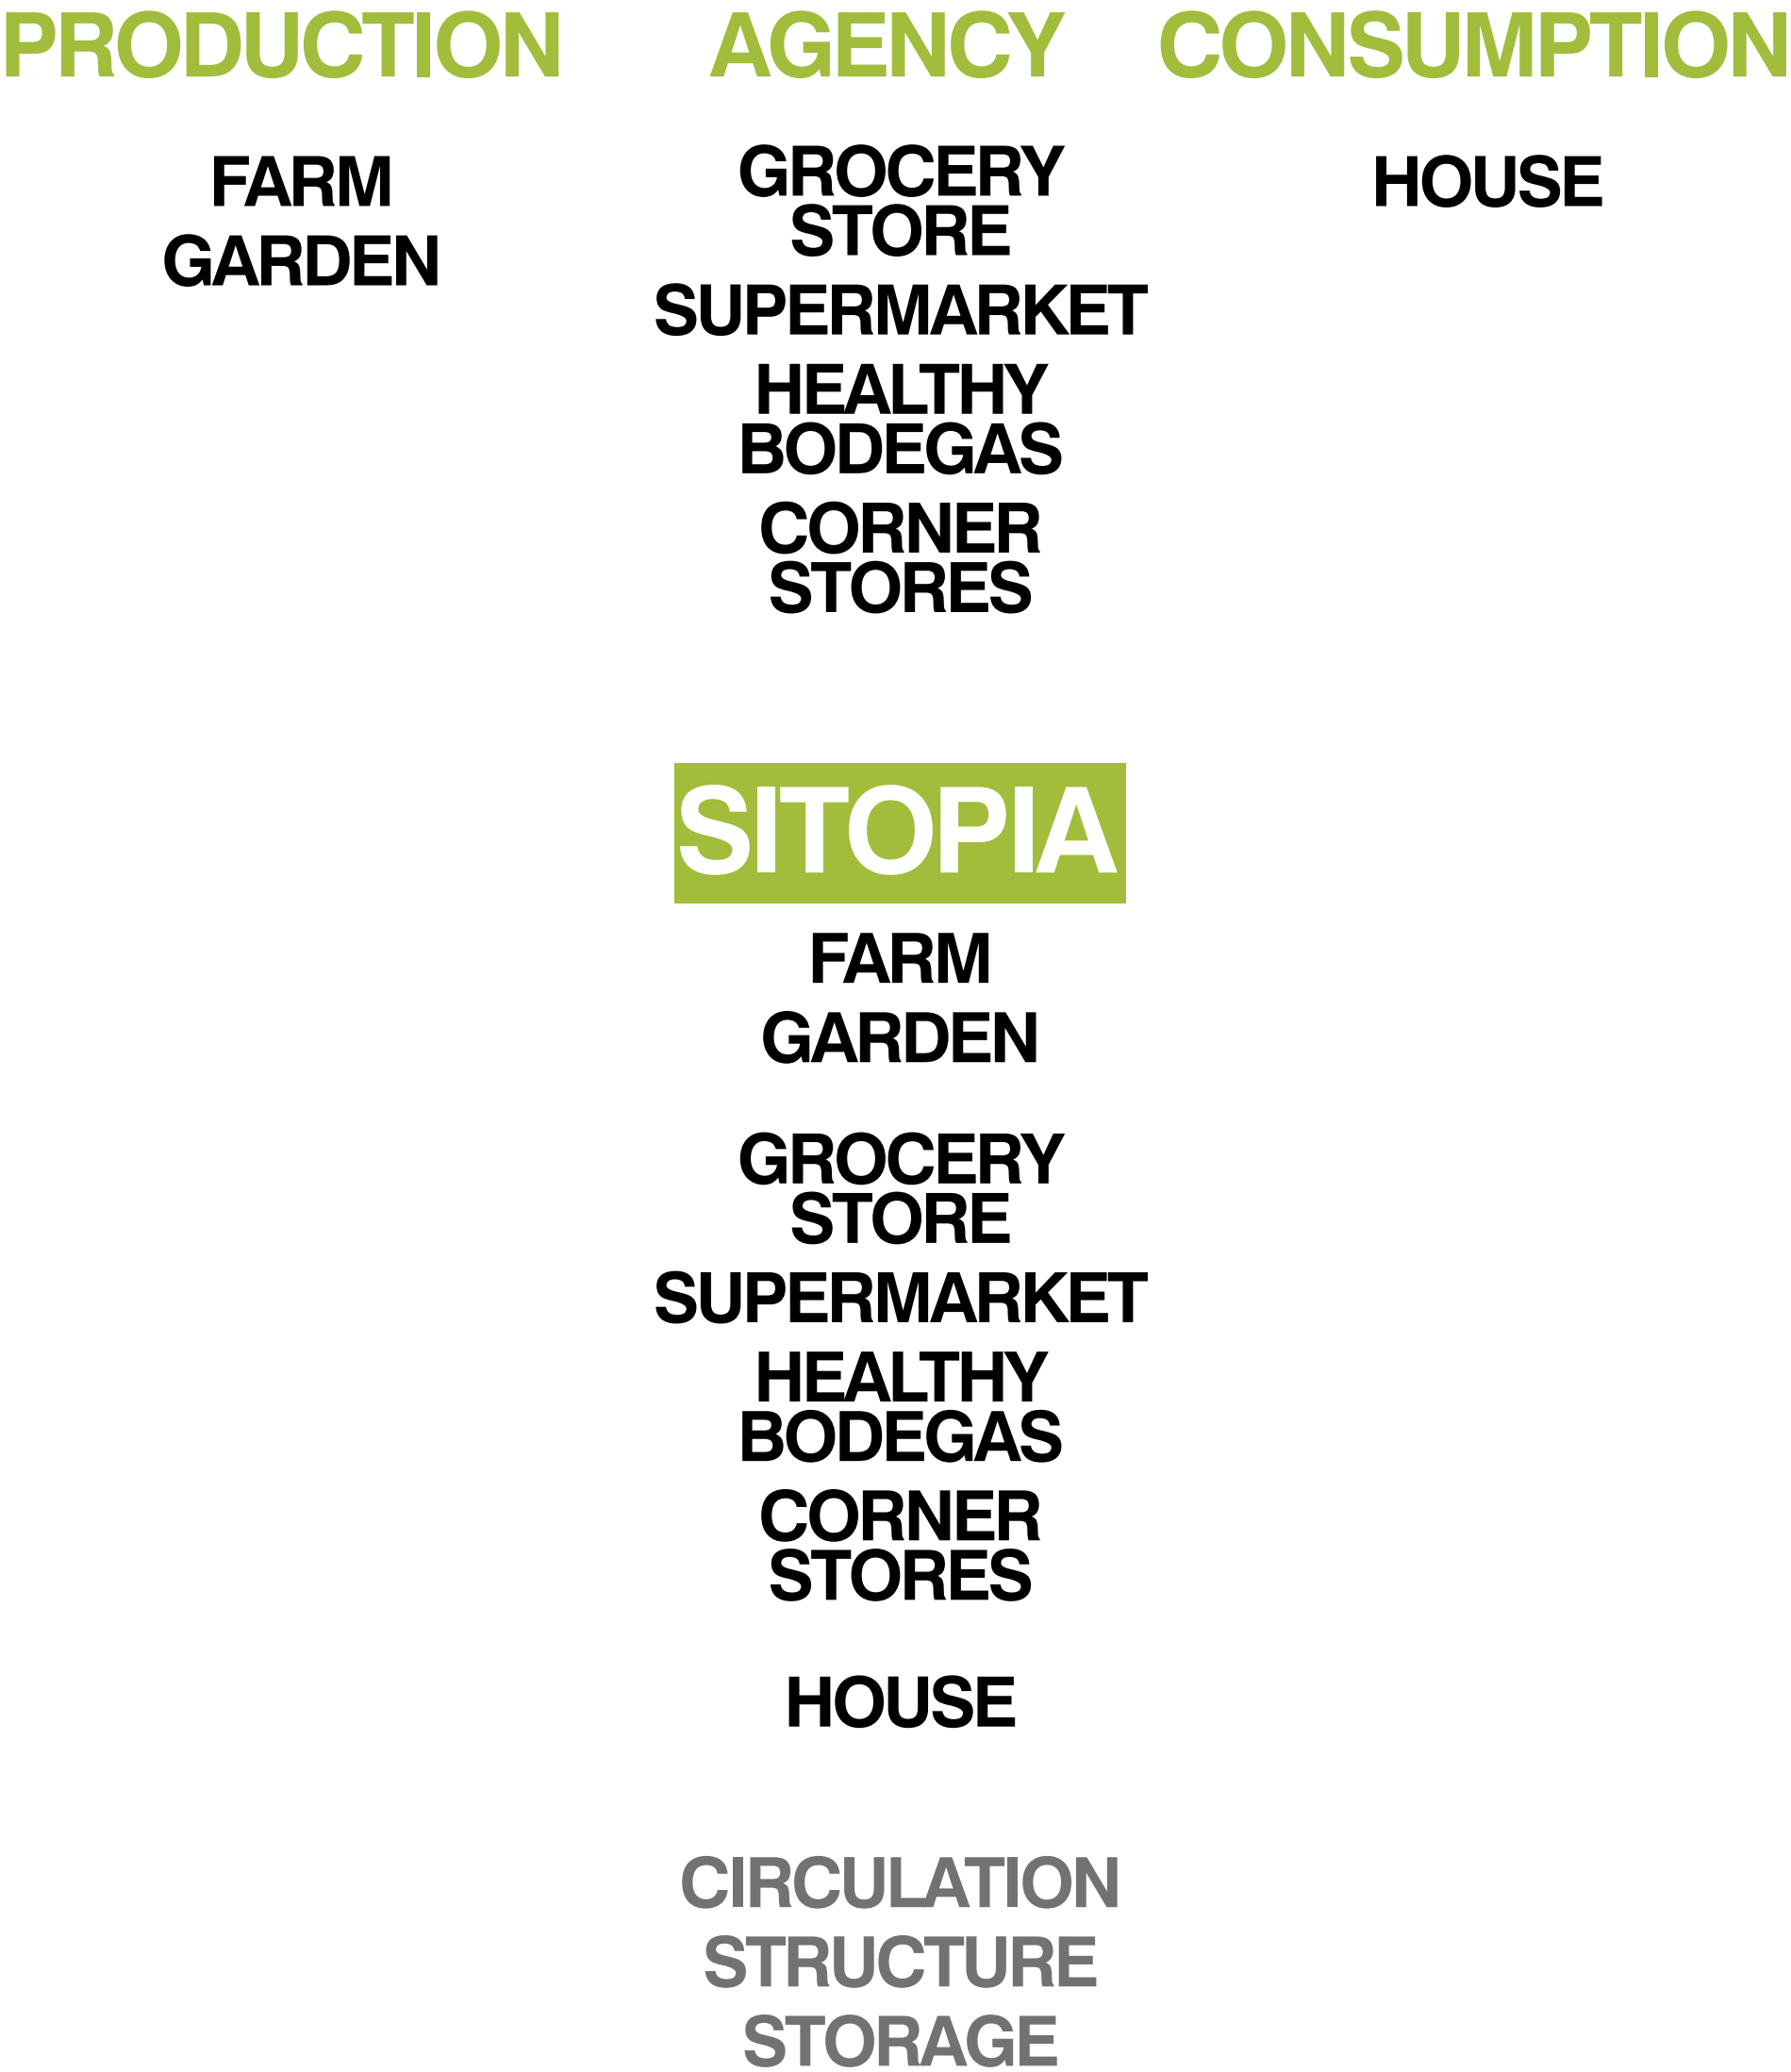 PRODUCTION AGENCY CONSUMPTION
FARM
GARDEN
GROCERY
STORE
SUPERMARKET
HEALTHY
BODEGAS
CORNER
STORES
HOUSE
SITOPIA
FARM
GARDEN
GROCERY
STORE
SUPERMARKET
HEALTHY
BODEGAS
CORNER
STORES
HOUSE
CIRCULATION
STRUCTURE
STORAGE